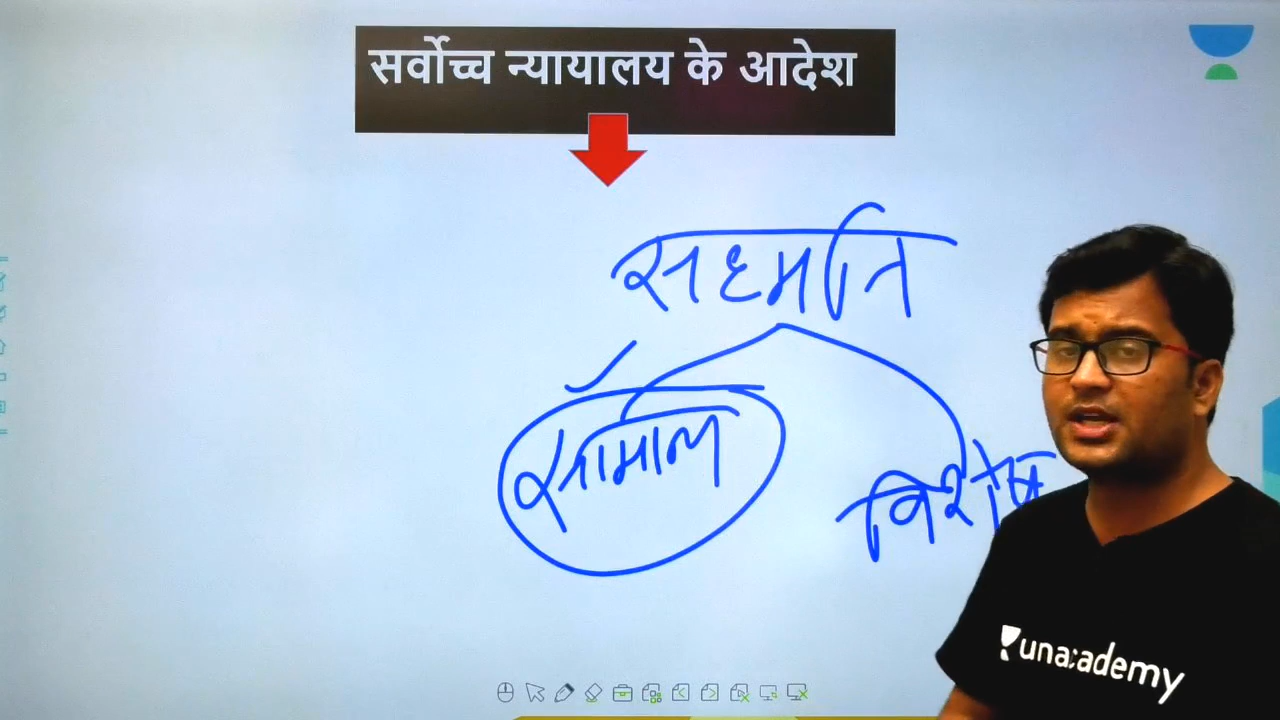 सर्वोच्च न्यायालय के आदेश
सहमति
सामान्य
विशेष
unacademy